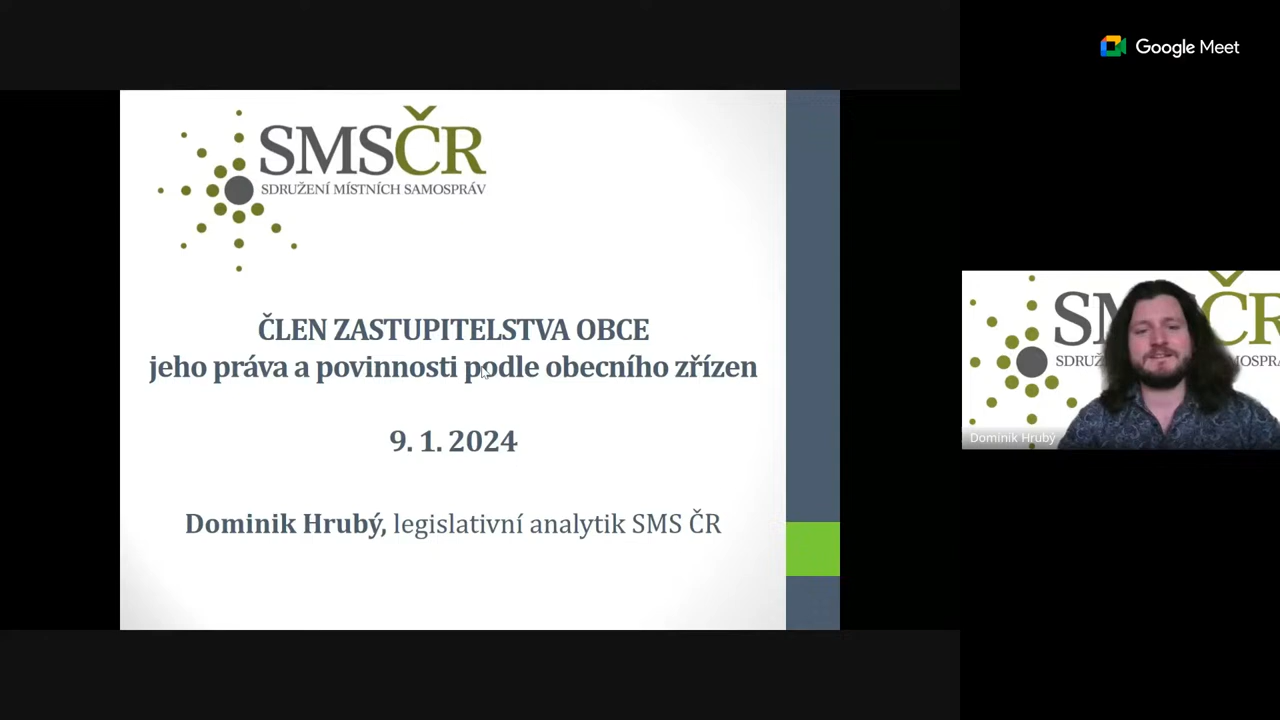 Google Meet
SMSČR
SDRUŽENÍ MÍSTNÍCH SAMOSPRÁV
ČLEN ZASTUPITELSTVA OBCE
jeho práva a povinnosti podle obecního zřízen
9. 1. 2024
Dominik Hrubý, legislativní analytik SMS ČR
Dominik Hrubý